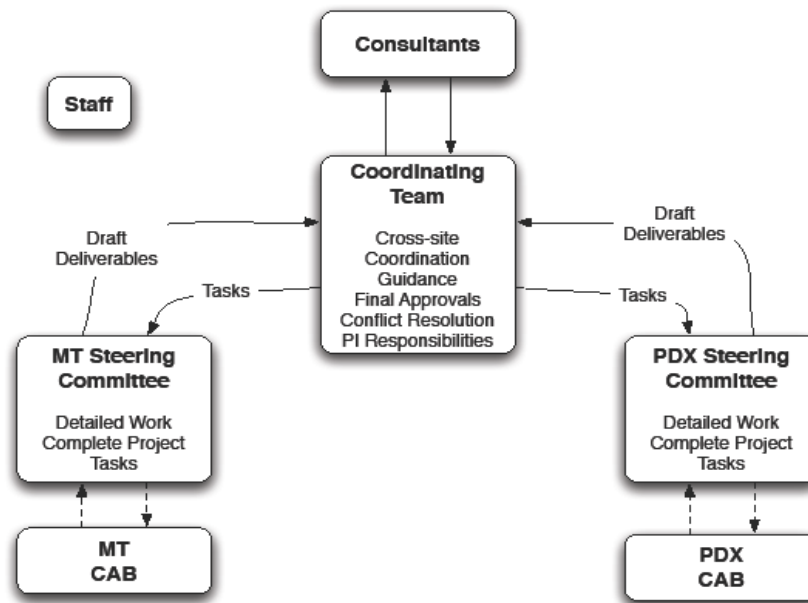 Consultants
Staff
Coordinating
Team
Cross-site
Coordination
Guidance
Final Approvals
Conflict Resolution
PI Responsibilities
Draft
Deliverables
Tasks
Draft
Deliverables
Tasks
MT Steering
Committee
Detailed Work
Complete Project
Tasks
PDX Steering
Committee
Detailed Work
Complete Project
Tasks
MT
CAB
PDX
CAB